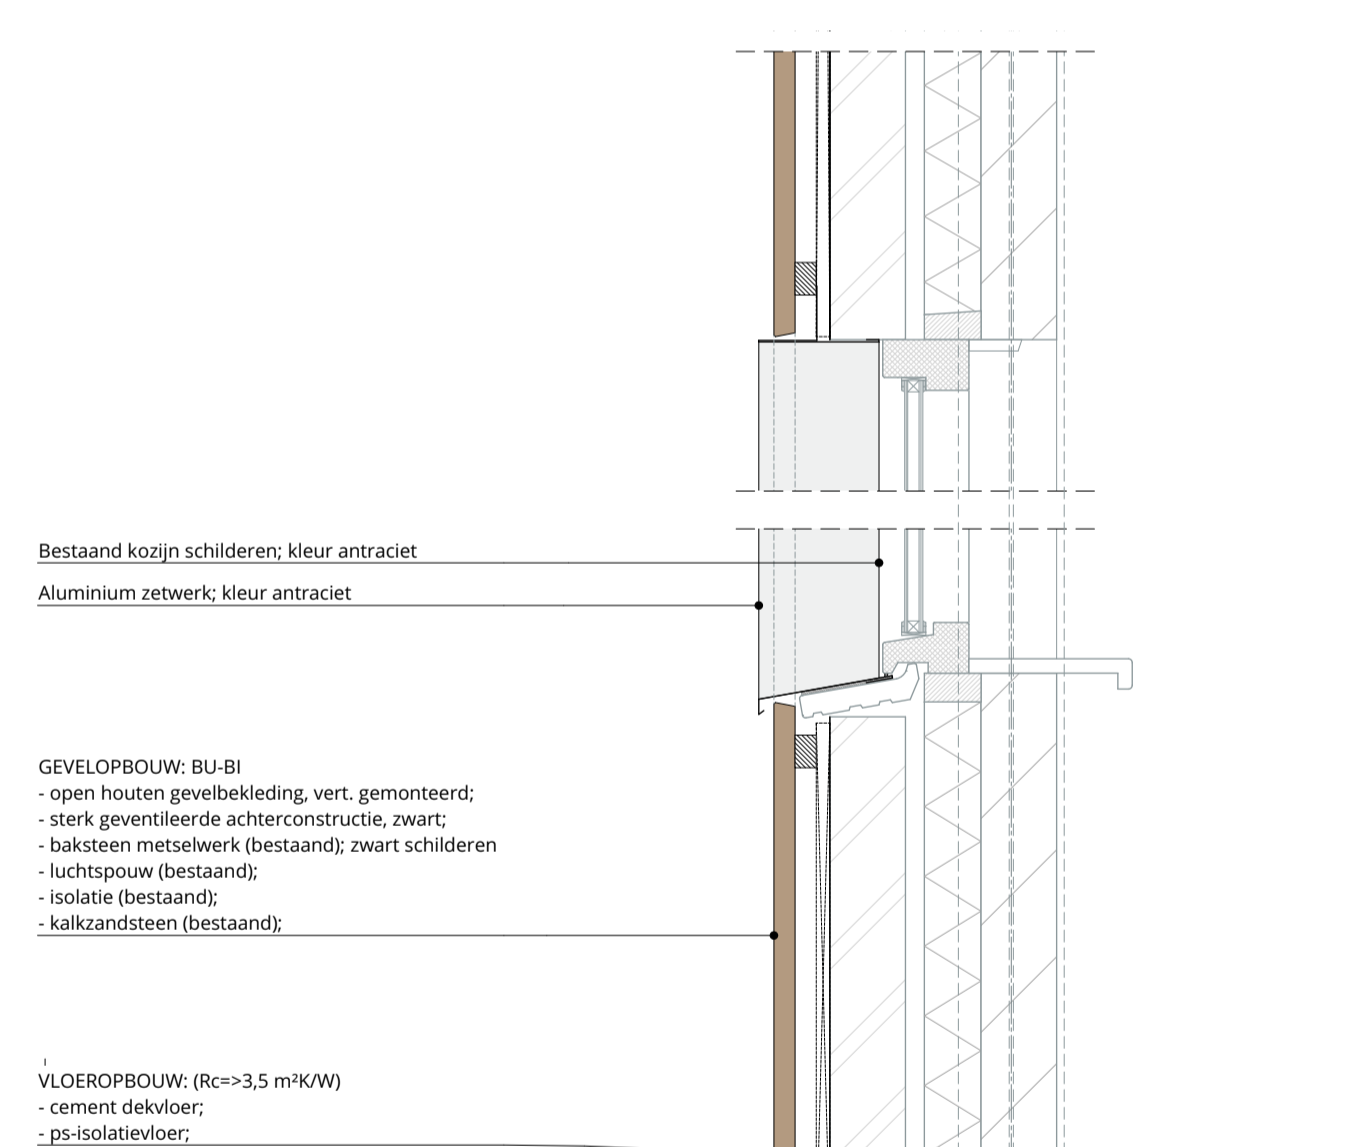 Bestaand kozijn schilderen; kleur antraciet
Aluminium zetwerk; kleur antraciet
GEVELOPBOUW: BU-BI
- open houten gevelbekleding, vert. gemonteerd;
- sterk geventileerde achterconstructie, zwart;
- baksteen metselwerk (bestaand); zwart schilderen
- luchtspouw (bestaand);
- isolatie (bestaand);
- kalkzandsteen (bestaand);
VLOEROPBOUW: (Rc=>3,5 m²K/W)
- cement dekvloer;
- ps-isolatievloer;